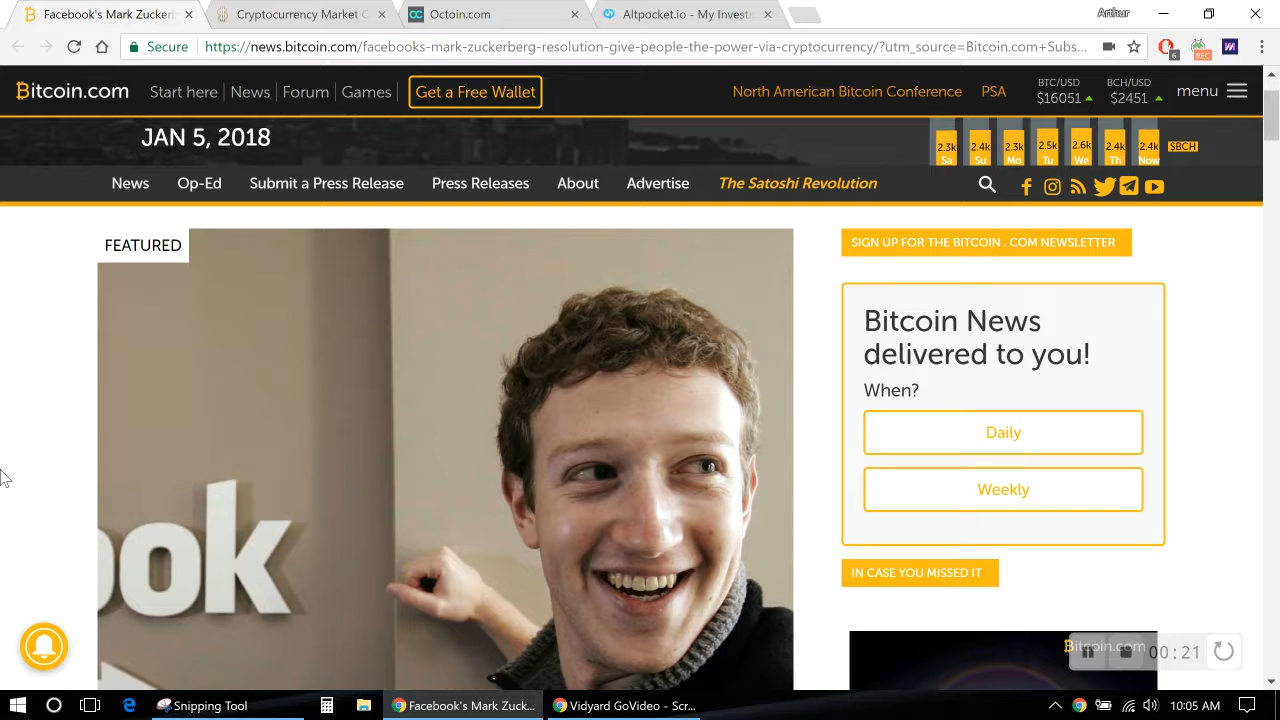 Facebook's Mark Zucker
Cryptocurrency Market C
Octoin.com
Altpocket.io - My Invest
Arthur
Secure
https://news.bitcoin.com/facebooks-mark-zuckerberg-resolution-give-people-the-power-via-cryptocurrency/?utm_source=Bitcoin.com+Subs...
6
REC
Bitcoin.com
Start here
News
Forum
Games
Get a Free Wallet
North American Bitcoin Conference
PSA
BTC/USD
$16051
BCH/USD
$2451
menu
JAN 5, 2018
2.3k
2.4k
2.3k
2.5k
2.6k
2.4k
2.4k
$BCH
Sa
Su
Mo
Tu
We
Th
Now
News
Op-Ed
Submit a Press Release
Press Releases
About
Advertise
The Satoshi Revolution
FEATURED
ook
SIGN UP FOR THE BITCOIN . COM NEWSLETTER
Bitcoin News
delivered to you!
When?
Daily
Weekly
IN CASE YOU MISSED IT
Bitcoin.com
00:21
Snipping Tool
Facebook's Mark Zuck...
Vidyard GoVideo - Scr...
10:05 AM